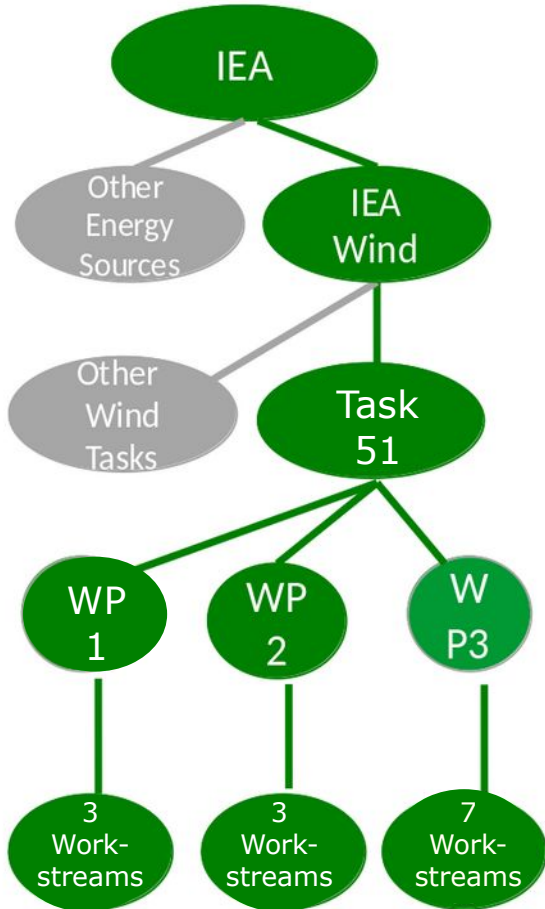 IEA
Other
Energy
Sources
IEA
Wind
Other
Wind
Tasks
Task
51
WP
1
WP
2
W
P3
3
Work-
streams
3
Work-
streams
7
Work-
streams